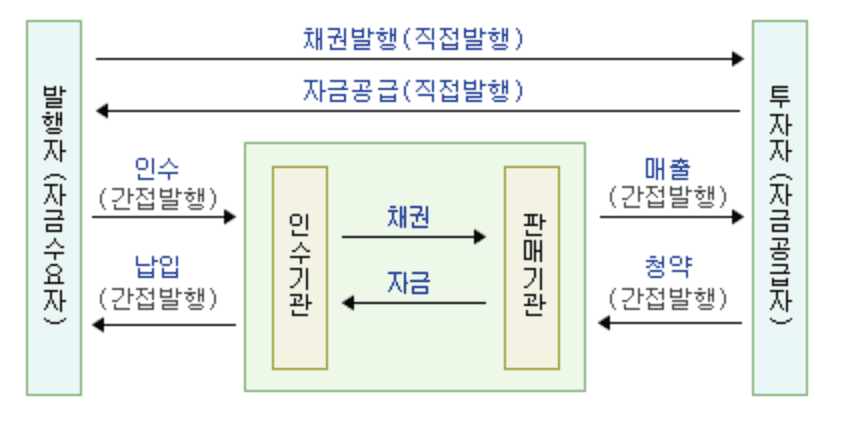 채권발행(직접발행)
자금공급(직접발행)
발행자(자금수요자)
인수
(간접발행)
납입
(간접발행)
인수기관
채권
자금
판매기관
매출
(간접발행)
청약
(간접발행)
투자자(자금공급자)